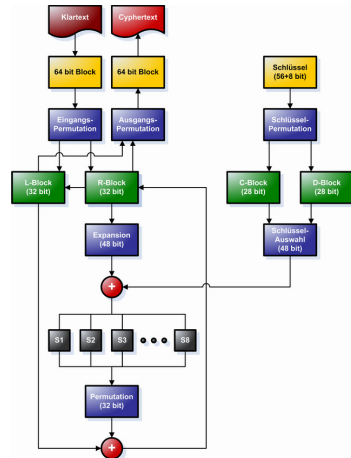 Klartext
Cyphertext
64 bit Block
64 bit Block
Schlüssel
(56+8 bit)
Eingangs-
Permutation
Ausgangs-
Permutation
Schlüssel-
Permutation
L-Block
(32 bit)
R-Block
(32 bit)
C-Block
(28 bit)
D-Block
(28 bit)
Expansion
(48 bit)
Schlüssel-
Auswahl
(48 bit)
+
S1
S2
S3
S8
Permutation
(32 bit)
+